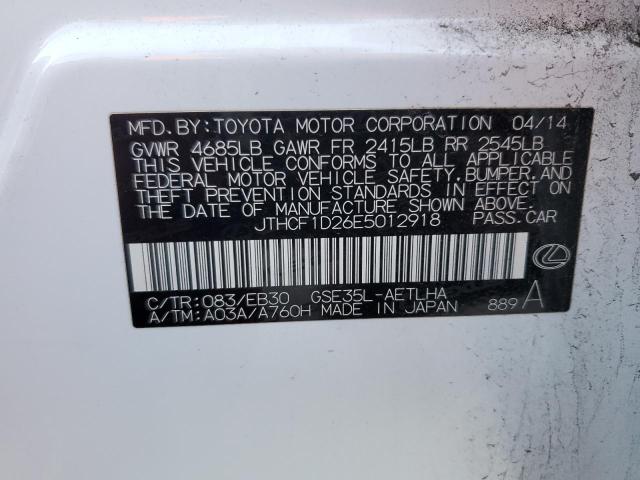 MFD.BY:TOYOTA MOTOR CORPORATION 04/14
GVWR 4685LB GAWR FR 2415LB RR 2545LB
THIS VEHICLE CONFORMS TO ALL APPLICABLE
FEDERAL MOTOR VEHICLE SAFETY,BUMPER,AND
THEFT PREVENTION STANDARDS IN EFFECT ON
THE DATE OF MANUFACTURE SHOWN ABOVE.
JTHCF1D26E5012918 PASS.CAR
C/TR:083/EB30 GSE35L-AETLHA
A/TM:A03A/A760H MADE IN JAPAN 889 A